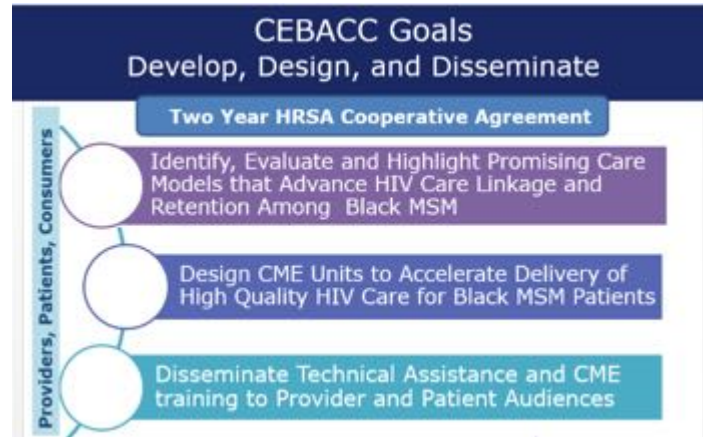 CEBACC Goals
Develop, Design, and Disseminate
Two Year HRSA Cooperative Agreement
Providers, Patients, Consumers
Identify, Evaluate and Highlight Promising Care
Models that Advance HIV Care Linkage and
Retention Among Black MSM
Design CME Units to Accelerate Delivery of
High Quality HIV Care for Black MSM Patients
Disseminate Technical Assistance and CME
training to Provider and Patient Audiences